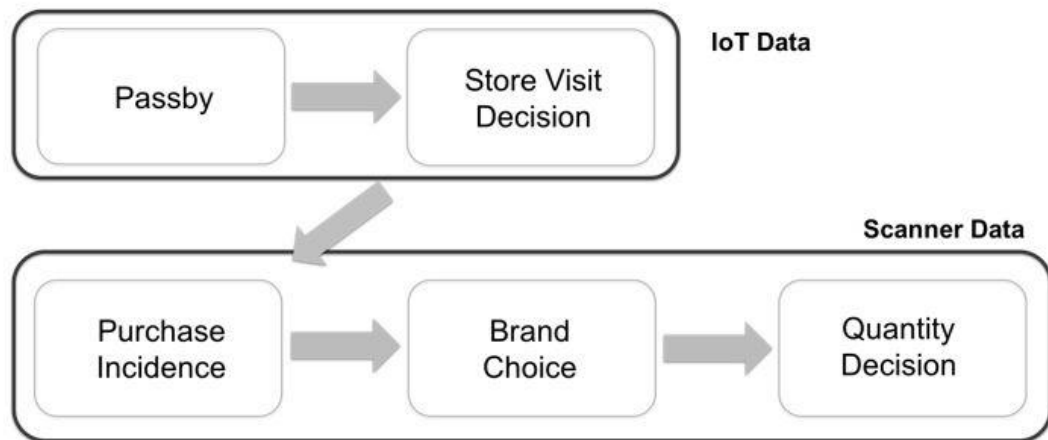 IoT Data
Passby
Store Visit
Decision
Scanner Data
Purchase
Incidence
Brand
Choice
Quantity
Decision